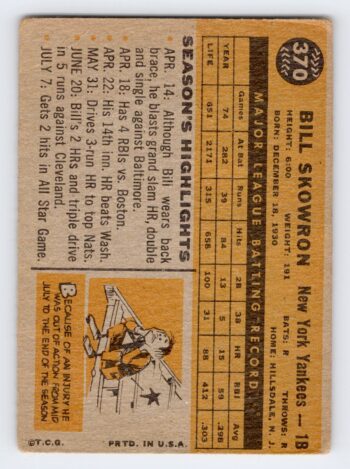 370
BILL SKOWRON New York Yankees — 1B
HEIGHT: 6:00 WEIGHT: 191 BATS: R THROWS: R
BORN: DECEMBER 18, 1930 HOME: HILLSDALE, N. J.
MAJOR LEAGUE BATTING RECORD
Games At Bat Runs Hits 2B 3B HR RBI Avg.
YEAR 74 282 39 84 13 5 15 59 .298
LIFE 651 2171 315 658 100 31 88 412 .303
SEASON'S HIGHLIGHTS
APR. 14: Although Bill wears back
brace, he blasts grand slam HR, double
and single against Baltimore.
APR. 18: Has 4 RBIs vs. Boston.
APR. 22: His 14th inn. HR beats Wash.
MAY 31: Drives 3-run HR to top Nats.
JUNE 20: Bill's 2 HRs and triple drive
in 5 runs against Cleveland.
JULY 7: Gets 2 hits in All Star Game.
BECAUSE OF AN INJURY HE
WAS OUT OF ACTION FROM MID
JULY TO THE END OF THE SEASON
©T.C.G. PRTD. IN U.S.A.